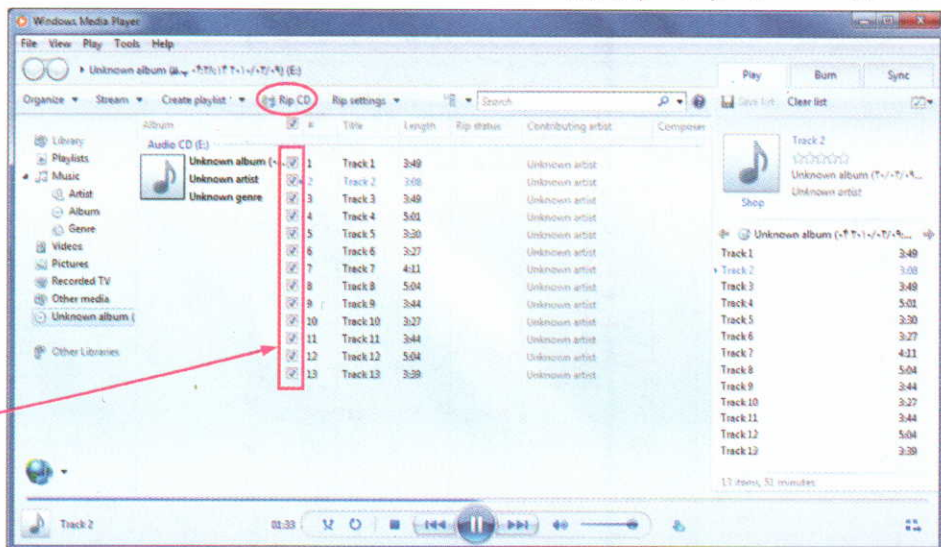 Windows Media Player
File View Play Tools Help
Unknown album
(E:)
Play Burn Sync
Organize Stream Create playlist Rip CD Rip settings Search Save list Clear list
Album # Title Length Rip status Contributing artist Composer
Library
Playlists
Music
Artist
Album
Genre
Videos
Pictures
Recorded TV
Other media
Unknown album (
Other Libraries
Audio CD (E:)
Unknown album (
Unknown artist
Unknown genre
1 Track 1 3:49 Unknown artist
2 Track 2 3:08 Unknown artist
3 Track 3 3:49 Unknown artist
4 Track 4 5:01 Unknown artist
5 Track 5 3:30 Unknown artist
6 Track 6 3:27 Unknown artist
7 Track 7 4:11 Unknown artist
8 Track 8 5:04 Unknown artist
9 Track 9 3:44 Unknown artist
10 Track 10 3:27 Unknown artist
11 Track 11 3:44 Unknown artist
12 Track 12 5:04 Unknown artist
13 Track 13 3:39 Unknown artist
Track 2
Unknown album
Unknown artist
Shop
Unknown album
Track 1 3:49
Track 2 3:08
Track 3 3:49
Track 4 5:01
Track 5 3:30
Track 6 3:27
Track 7 4:11
Track 8 5:04
Track 9 3:44
Track 10 3:27
Track 11 3:44
Track 12 5:04
Track 13 3:39
13 items, 51 minutes
Track 2 01:33